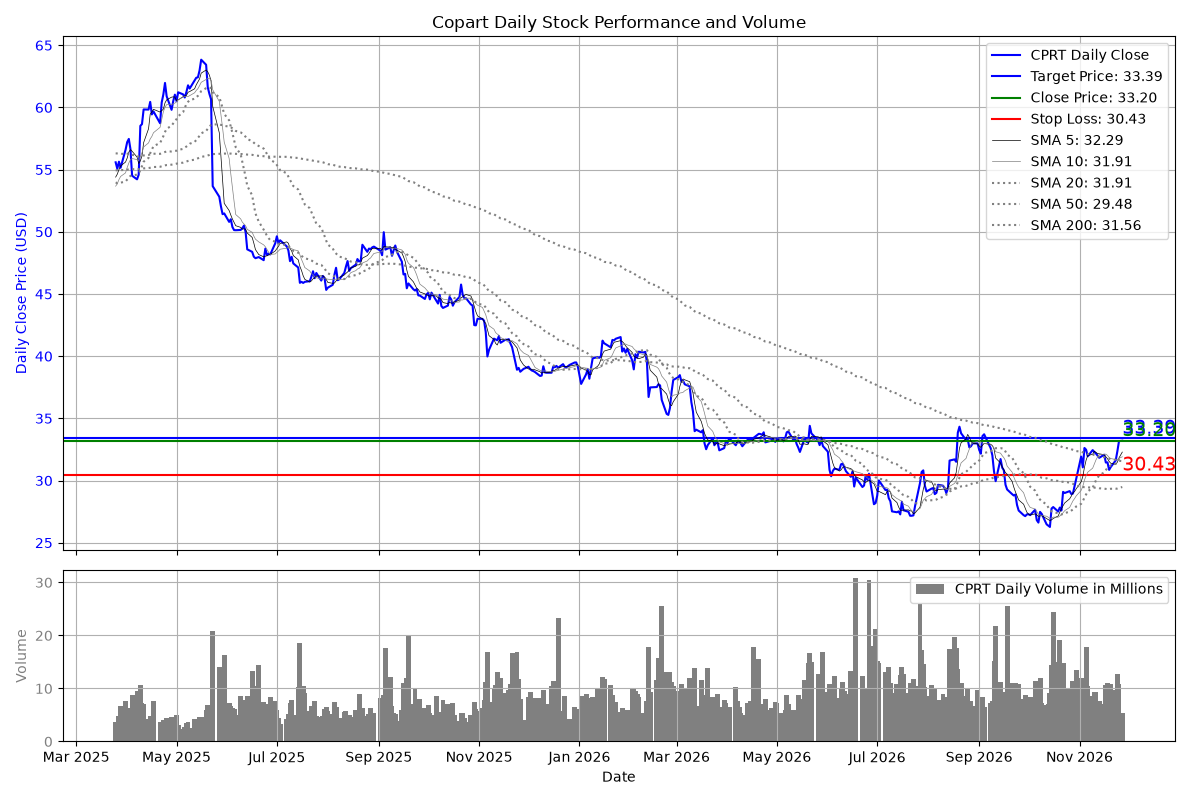 Copart Daily Stock Performance and Volume
CPRT Daily Close
Target Price: 33.39
Close Price: 33.20
Stop Loss: 30.43
SMA 5: 32.29
SMA 10: 31.91
SMA 20: 31.91
SMA 50: 29.48
SMA 200: 31.56
Daily Close Price (USD)
65
60
55
50
45
40
35
30
25
33.39
33.20
30.43
CPRT Daily Volume in Millions
Volume
30
20
10
0
Mar 2025 May 2025 Jul 2025 Sep 2025 Nov 2025 Jan 2026 Mar 2026 May 2026 Jul 2026 Sep 2026 Nov 2026
Date